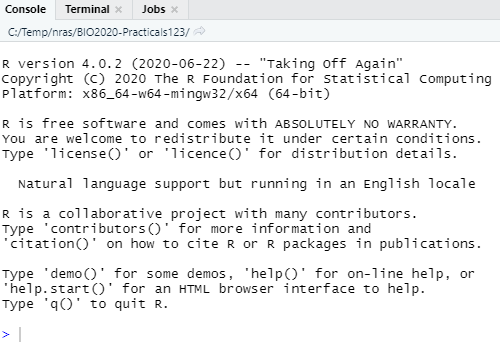 Console Terminal × Jobs ×
C:/Temp/nras/BIO2020-Practicals123/
R version 4.0.2 (2020-06-22) -- "Taking Off Again"
Copyright (C) 2020 The R Foundation for Statistical Computing
Platform: x86_64-w64-mingw32/x64 (64-bit)
R is free software and comes with ABSOLUTELY NO WARRANTY.
You are welcome to redistribute it under certain conditions.
Type 'license()' or 'licence()' for distribution details.
Natural language support but running in an English locale
R is a collaborative project with many contributors.
Type 'contributors()' for more information and
'citation()' on how to cite R or R packages in publications.
Type 'demo()' for some demos, 'help()' for on-line help, or
'help.start()' for an HTML browser interface to help.
Type 'q()' to quit R.
>